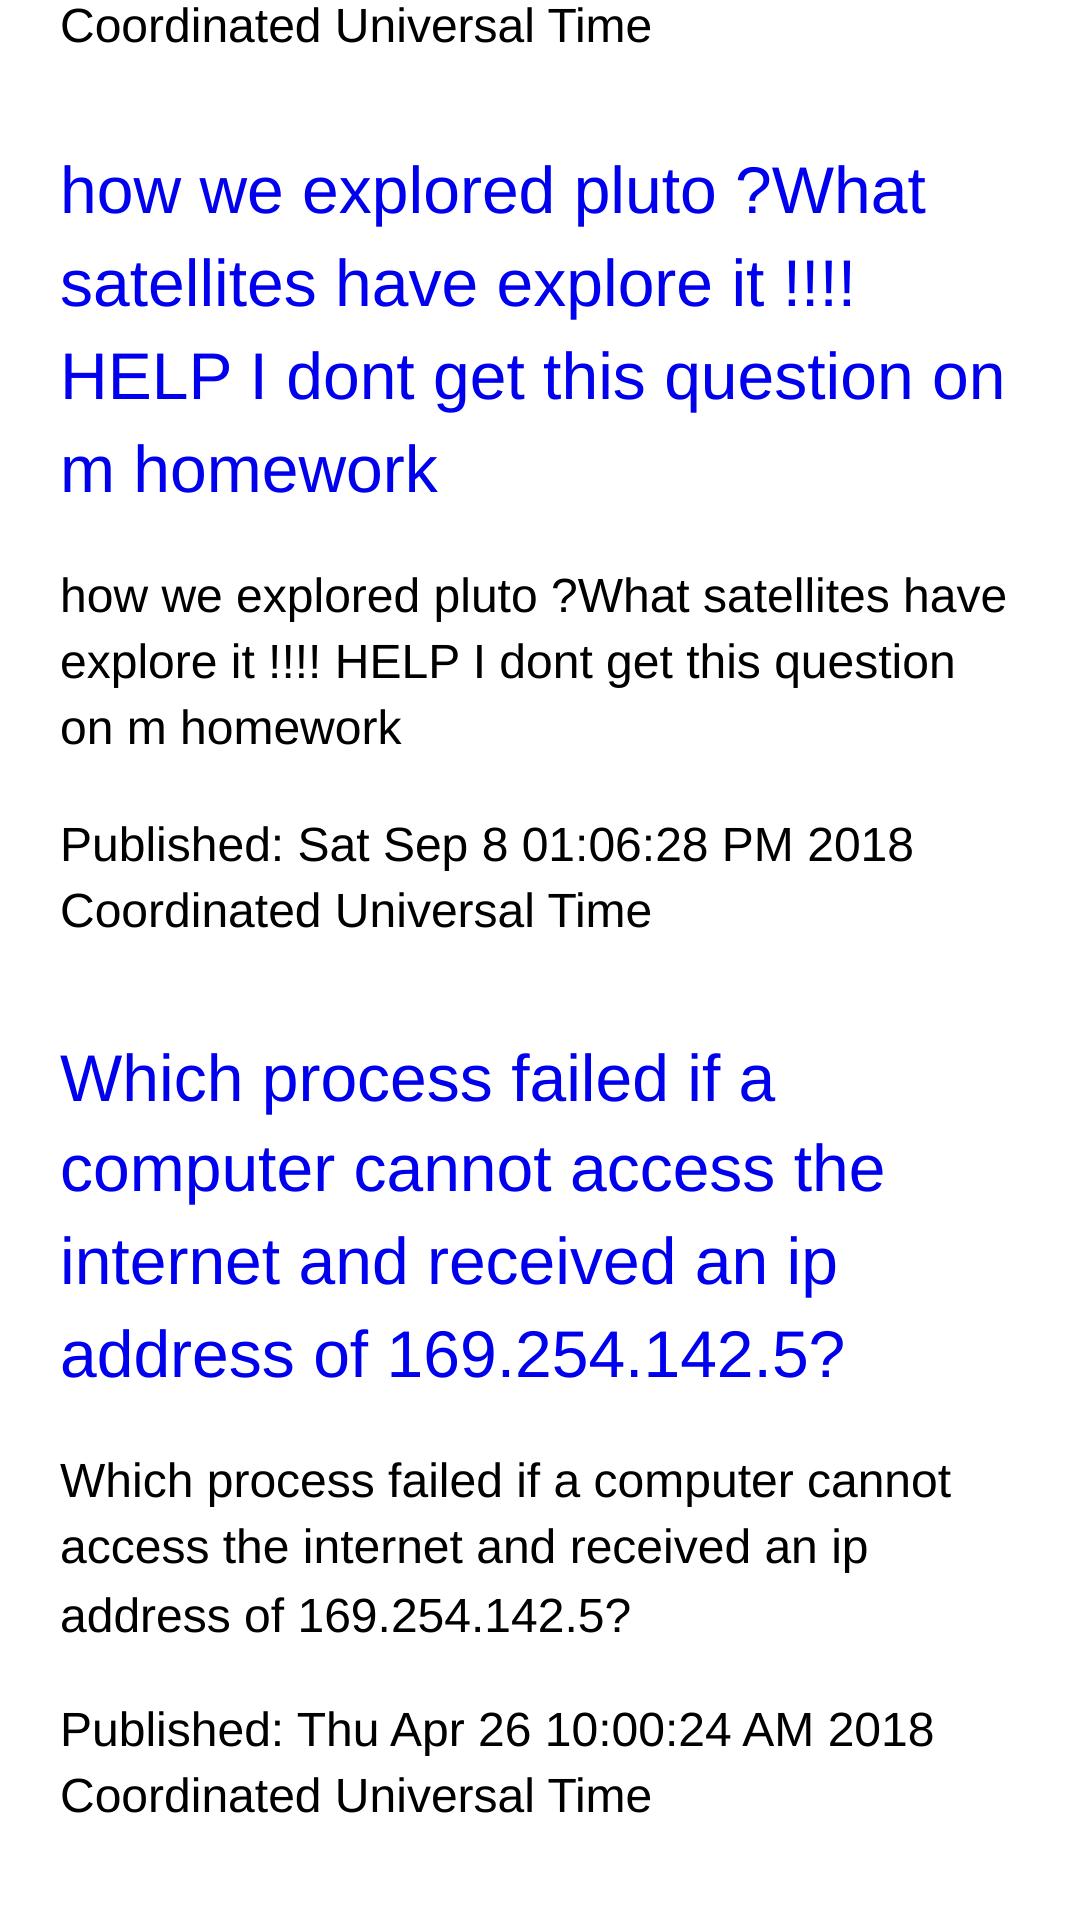 Coordinated Universal Time
how we explored pluto ?What
satellites have explore it !!!!
HELP I dont get this question on
m homework
how we explored pluto ?What satellites have
explore it !!!! HELP I dont get this question
on m homework
Published: Sat Sep 8 01:06:28 PM 2018
Coordinated Universal Time
Which process failed if a
computer cannot access the
internet and received an ip
address of 169.254.142.5?
Which process failed if a computer cannot
access the internet and received an ip
address of 169.254.142.5?
Published: Thu Apr 26 10:00:24 AM 2018
Coordinated Universal Time